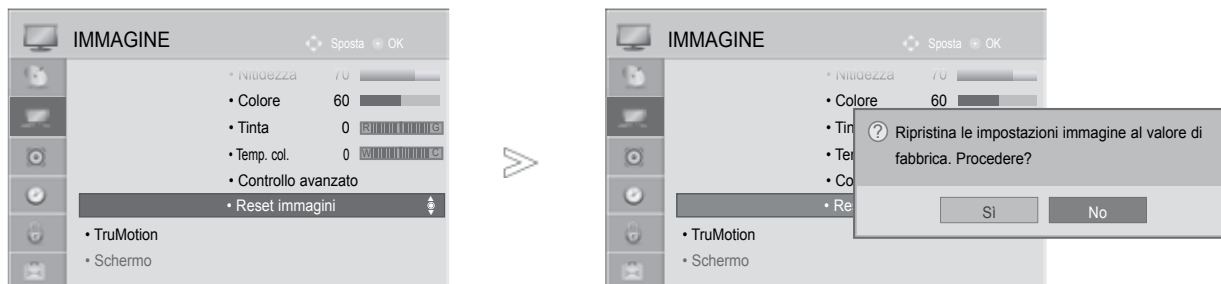 IMMAGINE
Sposta OK
• Nitidezza 70
• Colore 60
• Tinta 0 R G
• Temp. col. 0 W C
• Controllo avanzato
• Reset immagini
• TruMotion
• Schermo
IMMAGINE
Sposta OK
• Nitidezza 70
• Colore 60
• Tin
• Ter
• Co
• Re
• TruMotion
• Schermo
? Ripristina le impostazioni immagine al valore di
fabbrica. Procedere?
Sì No